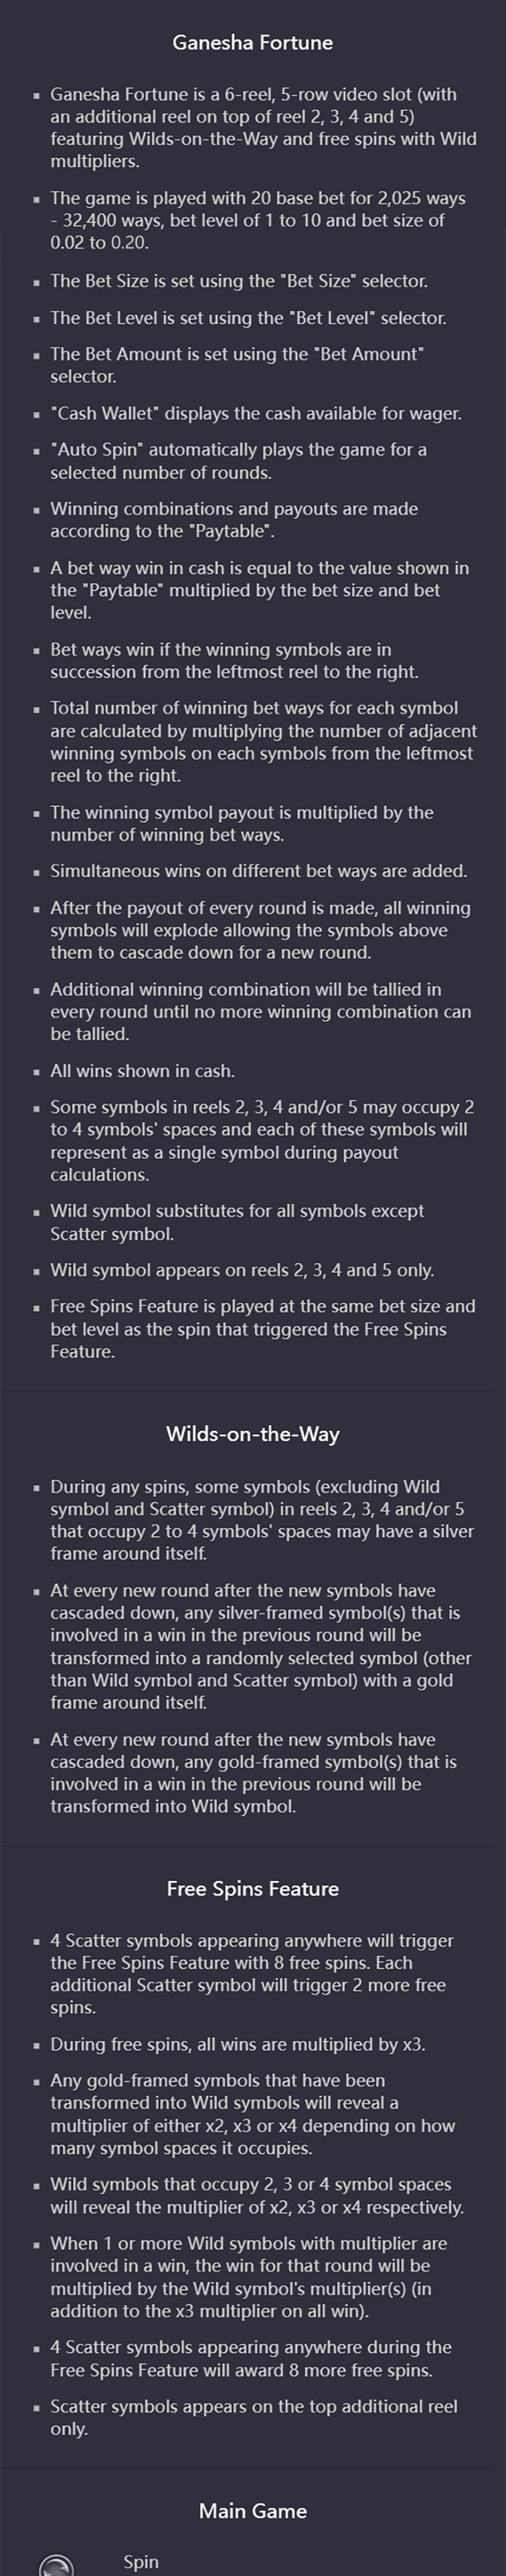 Ganesha Fortune
Ganesha Fortune is a 6-reel, 5-row video slot (with
an additional reel on top of reel 2, 3, 4 and 5)
featuring Wilds-on-the-Way and free spins with Wild
multipliers.
The game is played with 20 base bet for 2,025 ways
- 32,400 ways, bet level of 1 to 10 and bet size of
0.02 to 0.20.
The Bet Size is set using the "Bet Size" selector.
The Bet Level is set using the "Bet Level" selector.
The Bet Amount is set using the "Bet Amount"
selector.
"Cash Wallet" displays the cash available for wager.
"Auto Spin" automatically plays the game for a
selected number of rounds.
Winning combinations and payouts are made
according to the "Paytable".
A bet way win in cash is equal to the value shown in
the "Paytable" multiplied by the bet size and bet
level.
Bet ways win if the winning symbols are in
succession from the leftmost reel to the right.
Total number of winning bet ways for each symbol
are calculated by multiplying the number of adjacent
winning symbols on each symbols from the leftmost
reel to the right.
The winning symbol payout is multiplied by the
number of winning bet ways.
Simultaneous wins on different bet ways are added.
After the payout of every round is made, all winning
symbols will explode allowing the symbols above
them to cascade down for a new round.
Additional winning combination will be tallied in
every round until no more winning combination can
be tallied.
All wins shown in cash.
Some symbols in reels 2, 3, 4 and/or 5 may occupy 2
to 4 symbols' spaces and each of these symbols will
represent as a single symbol during payout
calculations.
Wild symbol substitutes for all symbols except
Scatter symbol.
Wild symbol appears on reels 2, 3, 4 and 5 only.
Free Spins Feature is played at the same bet size and
bet level as the spin that triggered the Free Spins
Feature.
Wilds-on-the-Way
During any spins, some symbols (excluding Wild
symbol and Scatter symbol) in reels 2, 3, 4 and/or 5
that occupy 2 to 4 symbols' spaces may have a silver
frame around itself.
At every new round after the new symbols have
cascaded down, any silver-framed symbol(s) that is
involved in a win in the previous round will be
transformed into a randomly selected symbol (other
than Wild symbol and Scatter symbol) with a gold
frame around itself.
At every new round after the new symbols have
cascaded down, any gold-framed symbol(s) that is
involved in a win in the previous round will be
transformed into Wild symbol.
Free Spins Feature
4 Scatter symbols appearing anywhere will trigger
the Free Spins Feature with 8 free spins. Each
additional Scatter symbol will trigger 2 more free
spins.
During free spins, all wins are multiplied by x3.
Any gold-framed symbols that have been
transformed into Wild symbols will reveal a
multiplier of either x2, x3 or x4 depending on how
many symbol spaces it occupies.
Wild symbols that occupy 2, 3 or 4 symbol spaces
will reveal the multiplier of x2, x3 or x4 respectively.
When 1 or more Wild symbols with multiplier are
involved in a win, the win for that round will be
multiplied by the Wild symbol's multiplier(s) (in
addition to the x3 multiplier on all win).
4 Scatter symbols appearing anywhere during the
Free Spins Feature will award 8 more free spins.
Scatter symbols appears on the top additional reel
only.
Main Game
Spin